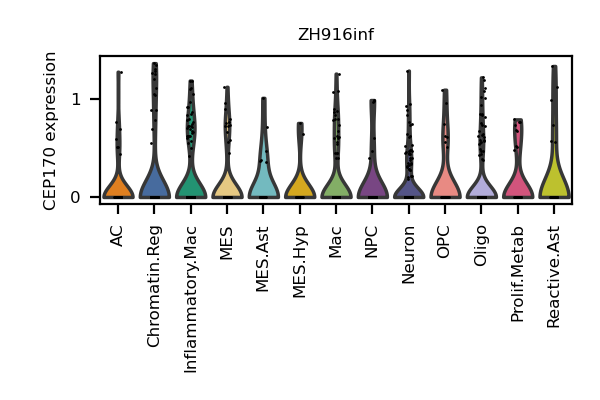 ZH916inf
CEP170 expression
1
0
AC
Chromatin.Reg
Inflammatory.Mac
MES
MES.Ast
MES.Hyp
Mac
NPC
Neuron
OPC
Oligo
Prolif.Metab
Reactive.Ast